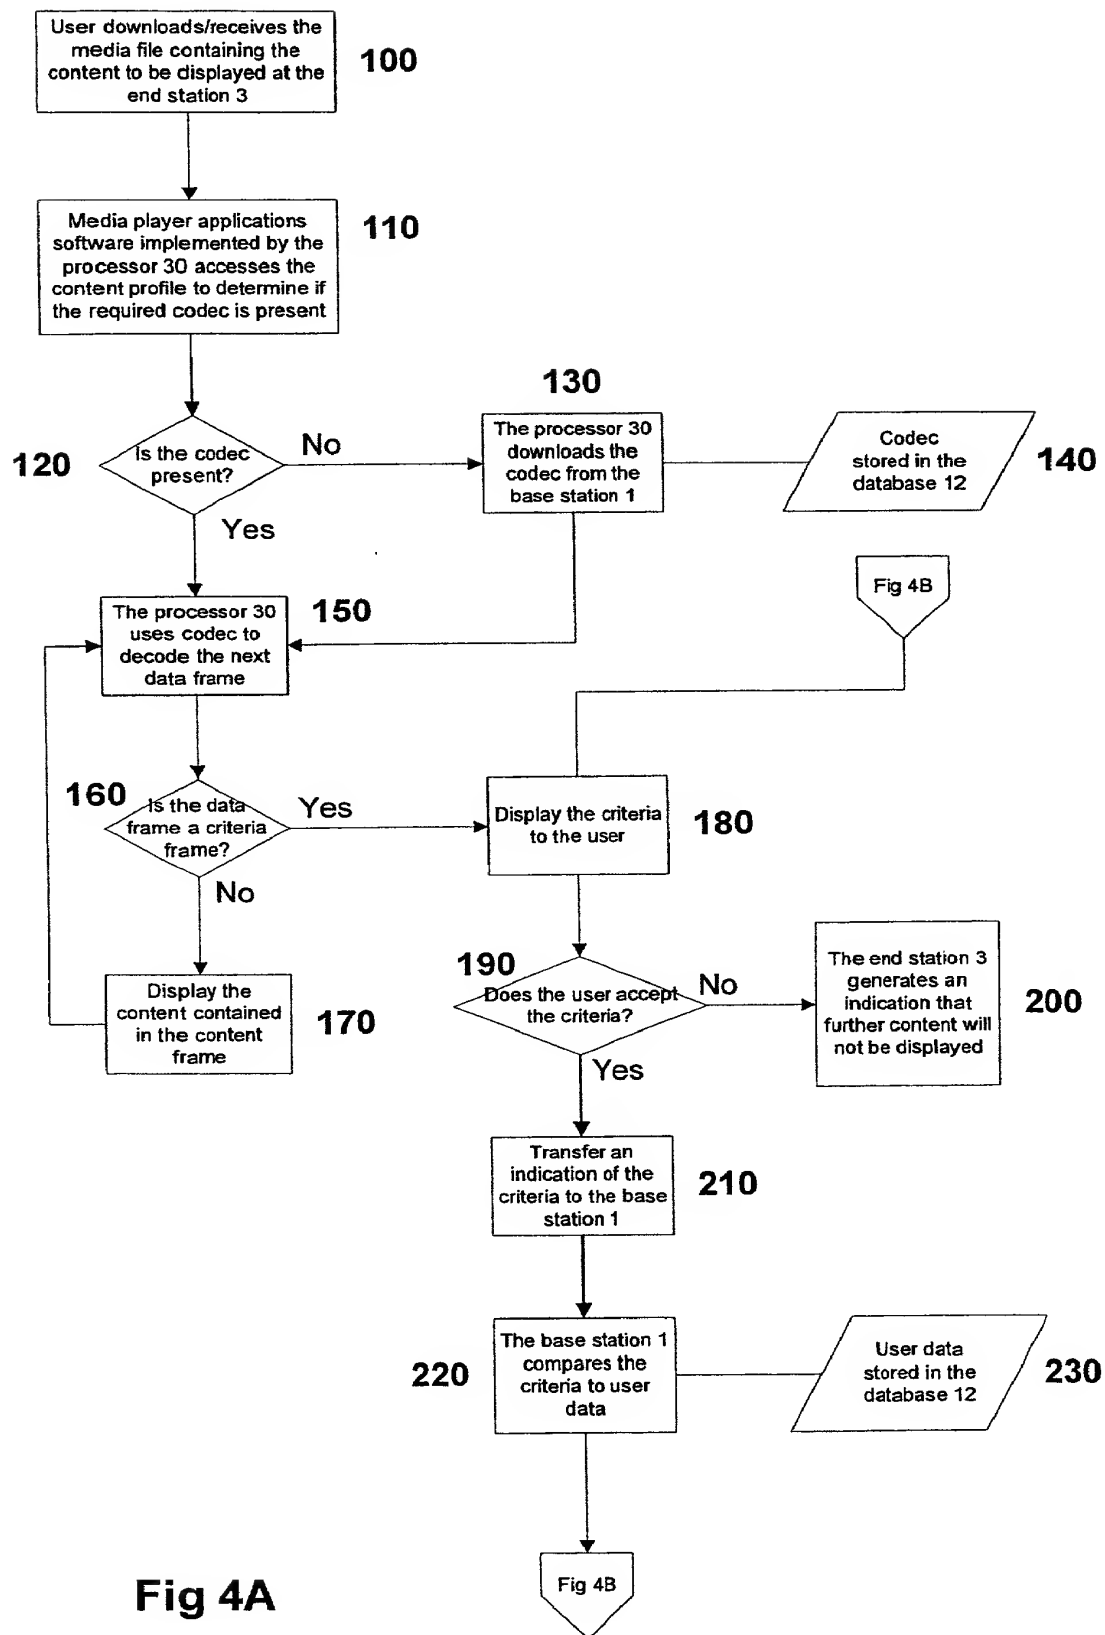 User downloads/receives the
media file containing the
content to be displayed at the
end station 3
100
Media player applications
software implemented by the
processor 30 accesses the
content profile to determine if
the required codec is present
110
120
Is the codec
present?
No
Yes
130
The processor 30
downloads the
codec from the
base station 1
Codec
stored in the
database 12
140
Fig 4B
The processor 30
uses codec to
decode the next
data frame
150
160
Is the data
frame a criteria
frame?
Yes
No
Display the criteria
to the user
180
Display the
content contained
in the content
frame
170
190
Does the user accept
the criteria?
No
Yes
The end station 3
generates an
indication that
further content will
not be displayed
200
Transfer an
indication of the
criteria to the base
station 1
210
220
The base station 1
compares the
criteria to user
data
User data
stored in the
database 12
230
Fig 4B
Fig 4A